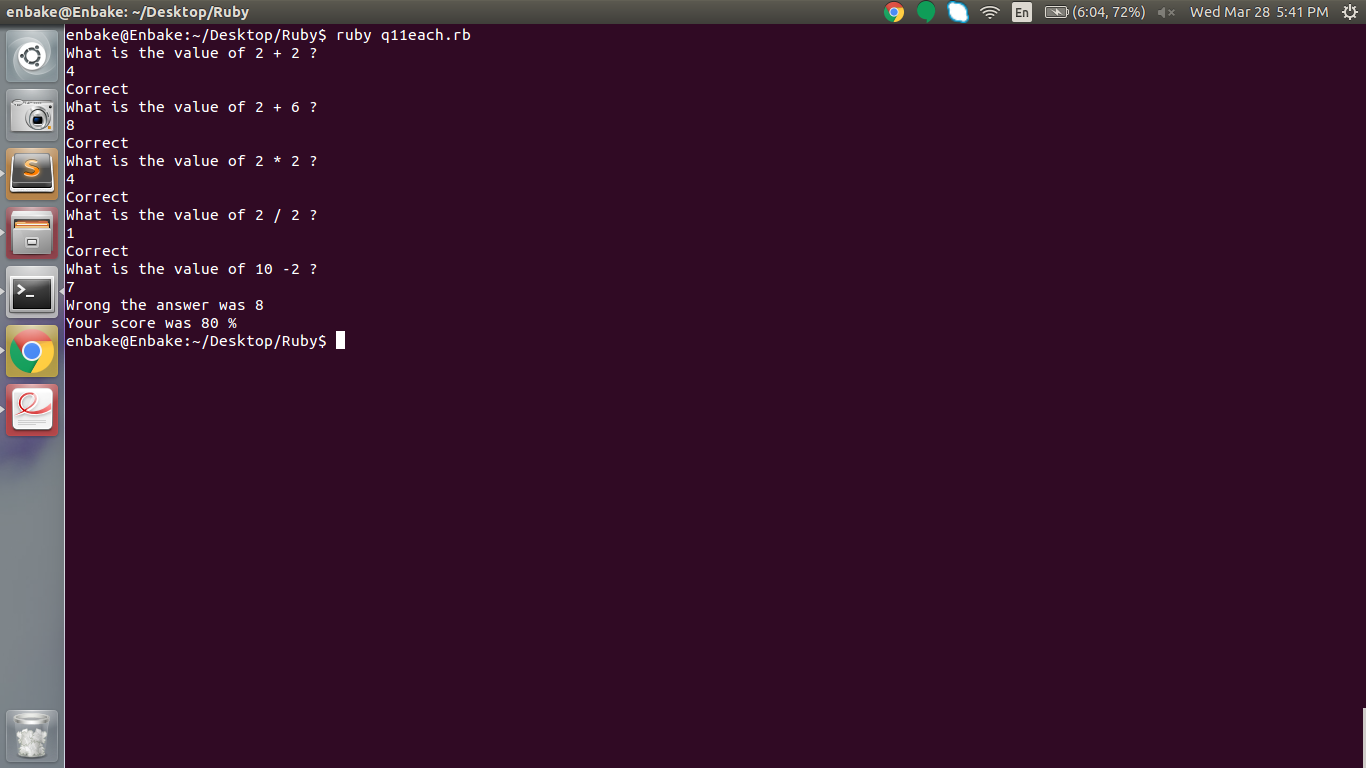 enbake@Enbake: ~/Desktop/Ruby
En
(6:04, 72%)
Wed Mar 28 5:41 PM
enbake@Enbake:~/Desktop/Ruby$ ruby q11each.rb
What is the value of 2 + 2 ?
4
Correct
What is the value of 2 + 6 ?
8
Correct
What is the value of 2 * 2 ?
4
Correct
What is the value of 2 / 2 ?
1
Correct
What is the value of 10 -2 ?
7
Wrong the answer was 8
Your score was 80 %
enbake@Enbake:~/Desktop/Ruby$